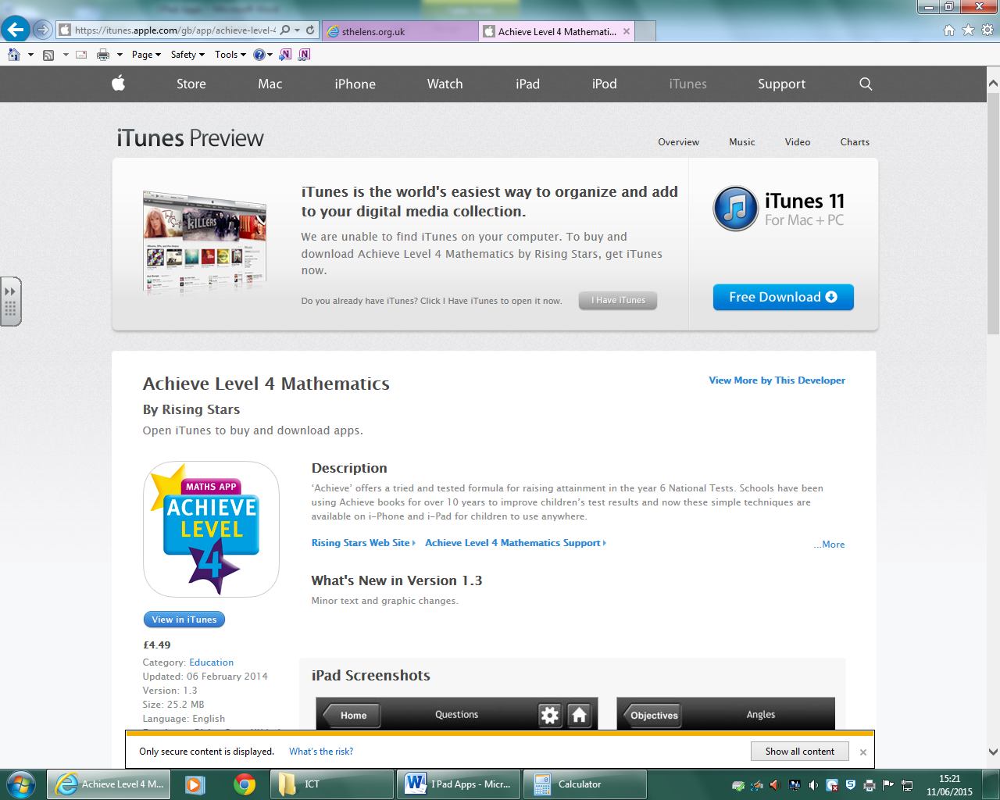 https://itunes.apple.com/gb/app/achieve-level-4
sthelens.org.uk
Achieve Level 4 Mathemati...
Page
Safety
Tools
Store
Mac
iPhone
Watch
iPad
iPod
iTunes
Support
iTunes Preview
Overview
Music
Video
Charts
iTunes is the world's easiest way to organize and add
to your digital media collection.
We are unable to find iTunes on your computer. To buy and
download Achieve Level 4 Mathematics by Rising Stars, get iTunes
now.
Do you already have iTunes? Click I Have iTunes to open it now.
I Have iTunes
iTunes 11
For Mac + PC
Free Download
KILLERS
Achieve Level 4 Mathematics
View More by This Developer
By Rising Stars
Open iTunes to buy and download apps.
MATHS APP
ACHIEVE
LEVEL
4
View in iTunes
£4.49
Category: Education
Updated: 06 February 2014
Version: 1.3
Size: 25.2 MB
Language: English
Description
‘Achieve’ offers a tried and tested formula for raising attainment in the year 6 National Tests. Schools have been
using Achieve books for over 10 years to improve children’s test results and now these simple techniques are
available on i-Phone and i-Pad for children to use anywhere.
Rising Stars Web Site
Achieve Level 4 Mathematics Support
...More
What's New in Version 1.3
Minor text and graphic changes.
iPad Screenshots
Home
Questions
Objectives
Angles
Only secure content is displayed.
What's the risk?
Show all content
Achieve Level 4 M...
ICT
I Pad Apps - Micr...
Calculator
15:21
11/06/2015